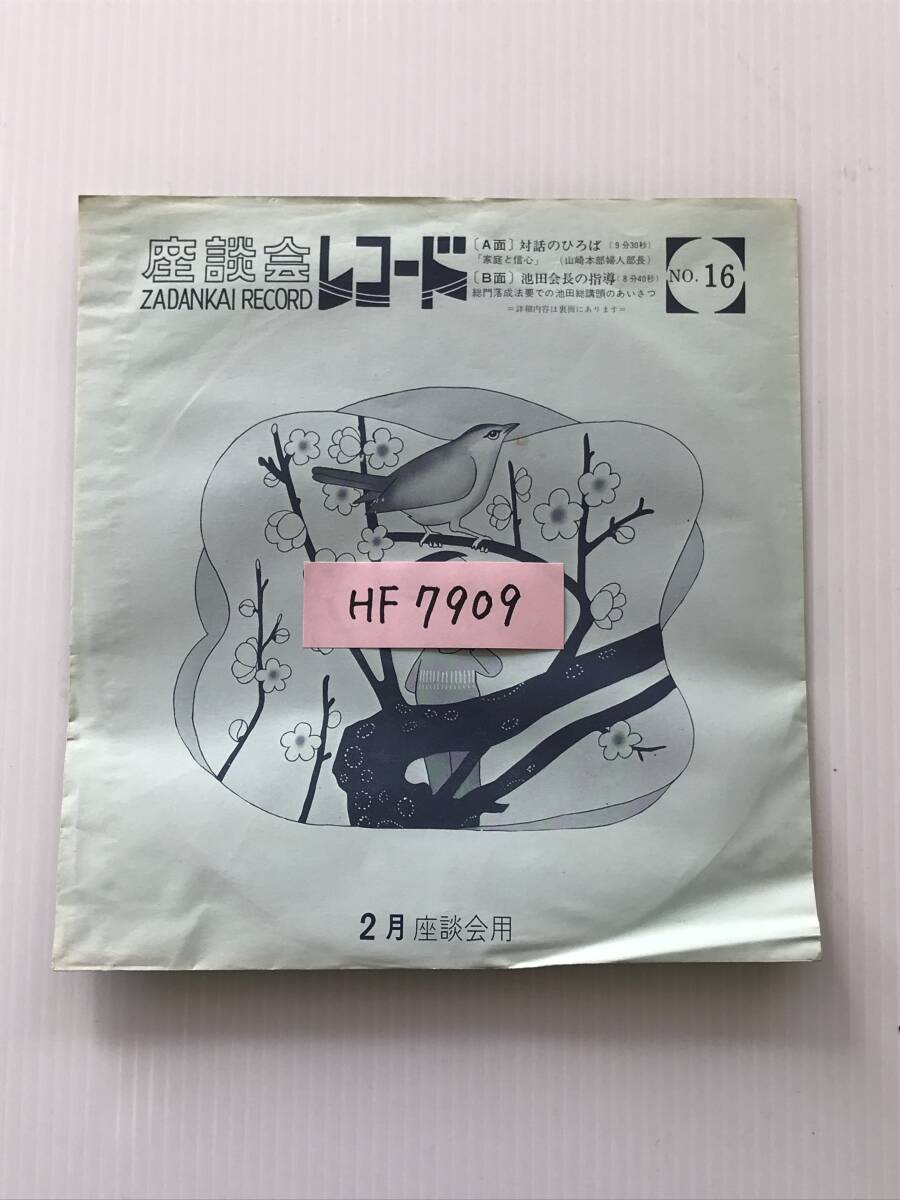 座談会レコード
ZADANKAI RECORD
〔A面〕対話のひろば〔9分30秒〕
「家庭と信心」 (山崎本部婦人部長)
〔B面〕池田会長の指導〔8分40秒〕
総門落成法要での池田総講頭のあいさつ
=詳細内容は裏面にあります=
NO. 16
HF 7909
2月 座談会用